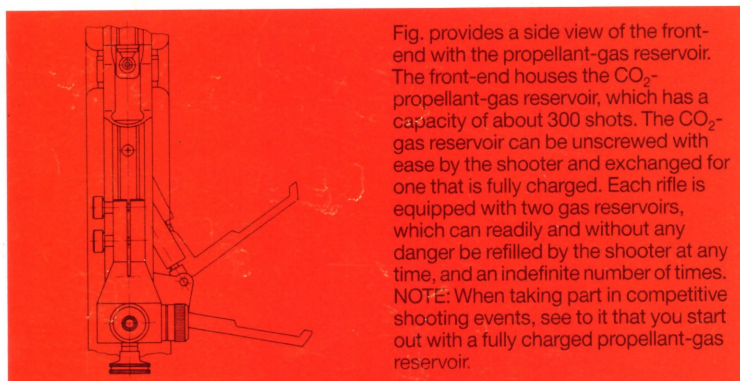 Fig. provides a side view of the front-
end with the propellant-gas reservoir.
The front-end houses the CO₂-
propellant-gas reservoir, which has a
capacity of about 300 shots. The CO₂-
gas reservoir can be unscrewed with
ease by the shooter and exchanged for
one that is fully charged. Each rifle is
equipped with two gas reservoirs,
which can readily and without any
danger be refilled by the shooter at any
time, and an indefinite number of times.
NOTE: When taking part in competitive
shooting events, see to it that you start
out with a fully charged propellant-gas
reservoir.